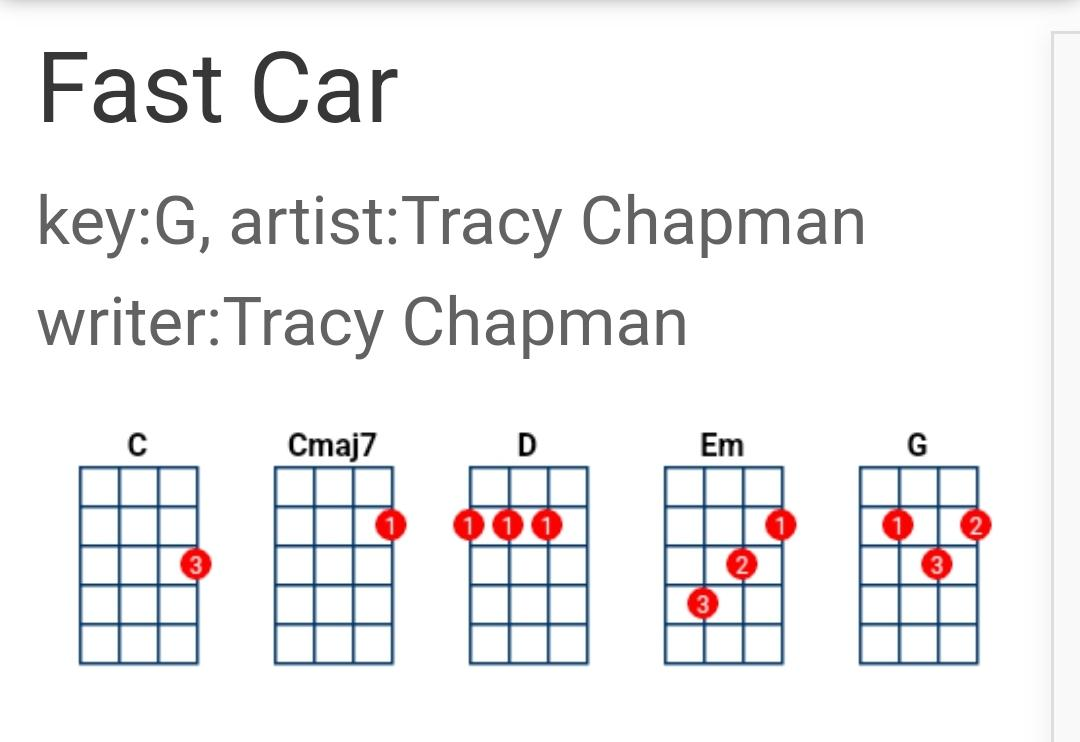 Fast Car
key:G, artist:Tracy Chapman
writer:Tracy Chapman
C Cmaj7 D Em G
3
1
1 1 1
1
2
3
1 2
3